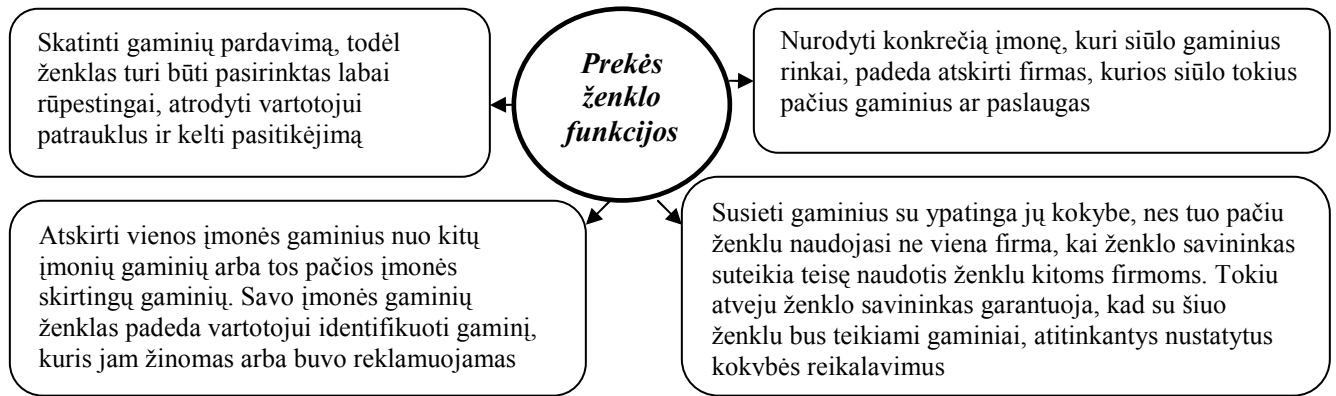 Skatinti gaminių pardavimą, todėl
ženklas turi būti pasirinktas labai
rūpestingai, atrodyti vartotojui
patrauklus ir kelti pasitikėjimą
Prekės
ženklo
funkcijos
Nurodyti konkrečią įmonę, kuri siūlo gaminius
rinkai, padeda atskirti firmas, kurios siūlo tokius
pačius gaminius ar paslaugas
Atskirti vienos įmonės gaminius nuo kitų
įmonių gaminių arba tos pačios įmonės
skirtingų gaminių. Savo įmonės gaminių
ženklas padeda vartotojui identifikuoti gaminį,
kuris jam žinomas arba buvo reklamuojamas
Susieti gaminius su ypatinga jų kokybe, nes tuo pačiu
ženklu naudojasi ne viena firma, kai ženklo savininkas
suteikia teisę naudotis ženklu kitoms firmoms. Tokiu
atveju ženklo savininkas garantuoja, kad su šiuo
ženklu bus teikiami gaminiai, atitinkantys nustatytus
kokybės reikalavimus